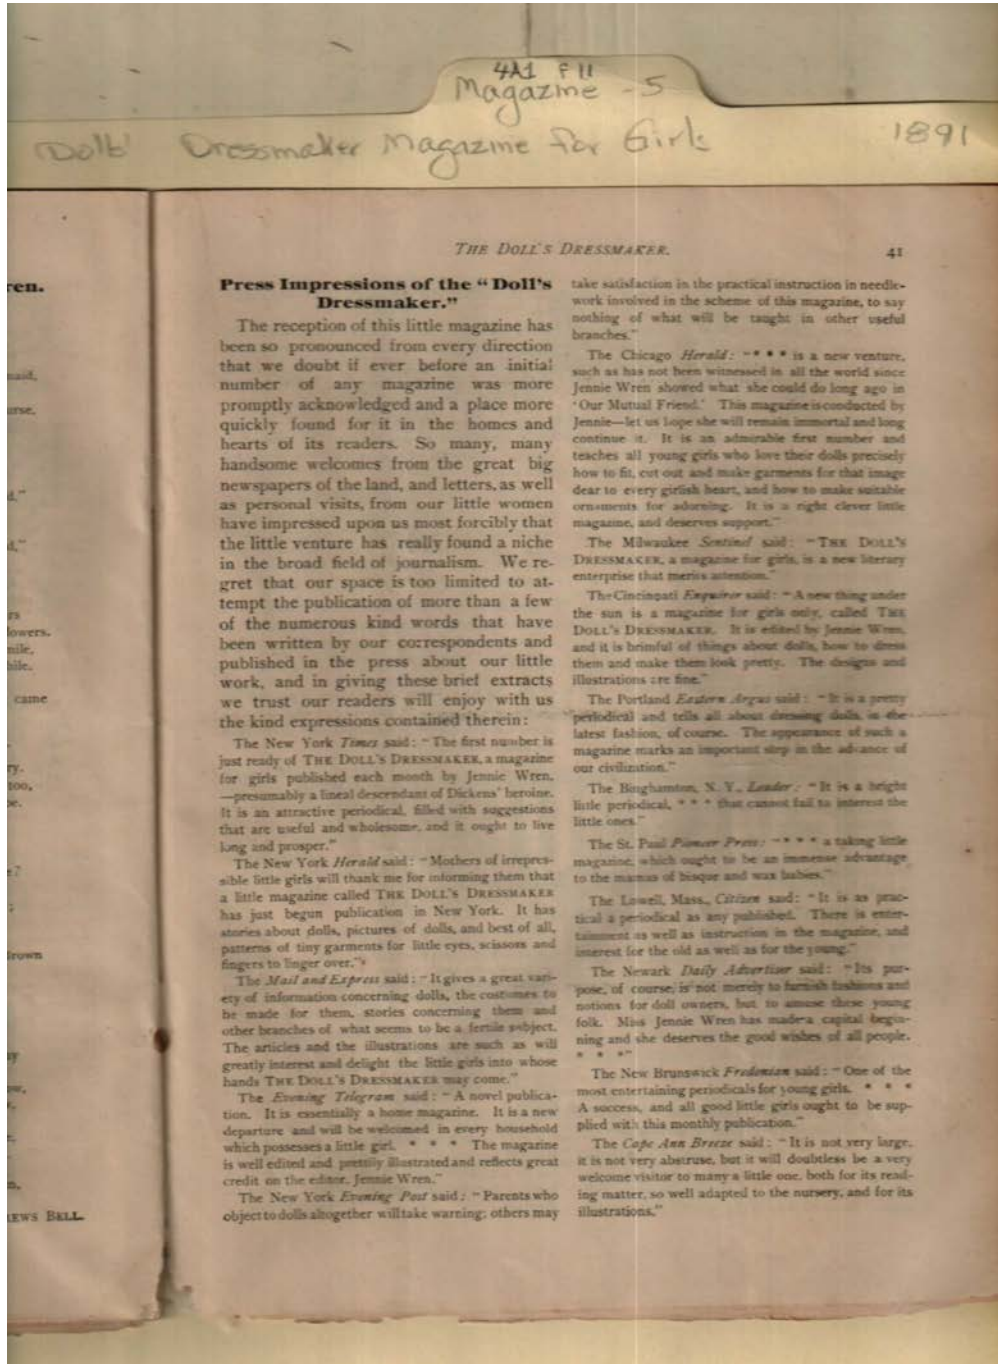 4A1 F11
Magazine - 5
Dolls' Dressmaker Magazine for Girls
1891
ren.
urse,
lowers.
came
too,
Brown
EWS BELL.
THE DOLL'S DRESSMAKER.
41
Press Impressions of the "Doll's
Dressmaker."
The reception of this little magazine has
been so pronounced from every direction
that we doubt if ever before an initial
number of any magazine was more
promptly acknowledged and a place more
quickly found for it in the homes and
hearts of its readers. So many, many
handsome welcomes from the great big
newspapers of the land, and letters, as well
as personal visits, from our little women
have impressed upon us most forcibly that
the little venture has really found a niche
in the broad field of journalism. We re-
gret that our space is too limited to at-
tempt the publication of more than a few
of the numerous kind words that have
been written by our correspondents and
published in the press about our little
work, and in giving these brief extracts
we trust our readers will enjoy with us
the kind expressions contained therein:
The New York Times said: "The first number is
just ready of THE DOLL'S DRESSMAKER, a magazine
for girls published each month by Jennie Wren,
—presumably a lineal descendant of Dickens' heroine.
It is an attractive periodical, filled with suggestions
that are useful and wholesome, and it ought to live
long and prosper."
The New York Herald said: "Mothers of irrepres-
sible little girls will thank me for informing them that
a little magazine called THE DOLL'S DRESSMAKER
has just begun publication in New York. It has
stories about dolls, pictures of dolls, and best of all,
patterns of tiny garments for little eyes, scissors and
fingers to linger over."
The Mail and Express said: "It gives a great vari-
ety of information concerning dolls, the costumes to
be made for them, stories concerning them and
other branches of what seems to be a fertile subject.
The articles and the illustrations are such as will
greatly interest and delight the little girls into whose
hands THE DOLL'S DRESSMAKER may come."
The Evening Telegram said: "A novel publica-
tion. It is essentially a home magazine. It is a new
departure and will be welcomed in every household
which possesses a little girl. * * * The magazine
is well edited and prettily illustrated and reflects great
credit on the editor, Jennie Wren."
The New York Evening Post said: "Parents who
object to dolls altogether will take warning; others may
take satisfaction in the practical instruction in needle-
work involved in the scheme of this magazine, to say
nothing of what will be taught in other useful
branches."
The Chicago Herald: "* * * is a new venture,
such as has not been witnessed in all the world since
Jennie Wren showed what she could do long ago in
'Our Mutual Friend.' This magazine is conducted by
Jennie—let us hope she will remain immortal and long
continue it. It is an admirable first number and
teaches all young girls who love their dolls precisely
how to fit, cut out and make garments for that image
dear to every girlish heart, and how to make suitable
ornaments for adorning. It is a right clever little
magazine, and deserves support."
The Milwaukee Sentinel said: "THE DOLL'S
DRESSMAKER, a magazine for girls, is a new literary
enterprise that merits attention."
The Cincinnati Enquirer said: "A new thing under
the sun is a magazine for girls only, called THE
DOLL'S DRESSMAKER. It is edited by Jennie Wren,
and it is brimful of things about dolls, how to dress
them and make them look pretty. The designs and
illustrations are fine."
The Portland Eastern Argus said: "It is a pretty
periodical and tells all about dressing dolls, in the
latest fashion, of course. The appearance of such a
magazine marks an important step in the advance of
our civilization."
The Binghamton, N. Y., Leader: "It is a bright
little periodical, * * * that cannot fail to interest the
little ones."
The St. Paul Pioneer Press: "* * * a taking little
magazine, which ought to be an immense advantage
to the mamas of bisque and wax babies."
The Lowell, Mass., Citizen said: "It is as prac-
tical a periodical as any published. There is enter-
tainment as well as instruction in the magazine, and
interest for the old as well as for the young."
The Newark Daily Advertiser said: "Its pur-
pose, of course, is not merely to furnish fashions and
notions for doll owners, but to amuse these young
folk. Miss Jennie Wren has made a capital begin-
ning and she deserves the good wishes of all people.
* * *"
The New Brunswick Fredonian said: "One of the
most entertaining periodicals for young girls. * * *
A success, and all good little girls ought to be sup-
plied with this monthly publication."
The Cape Ann Breeze said: "It is not very large,
it is not very abstruse, but it will doubtless be a very
welcome visitor to many a little one, both for its read-
ing matter, so well adapted to the nursery, and for its
illustrations."